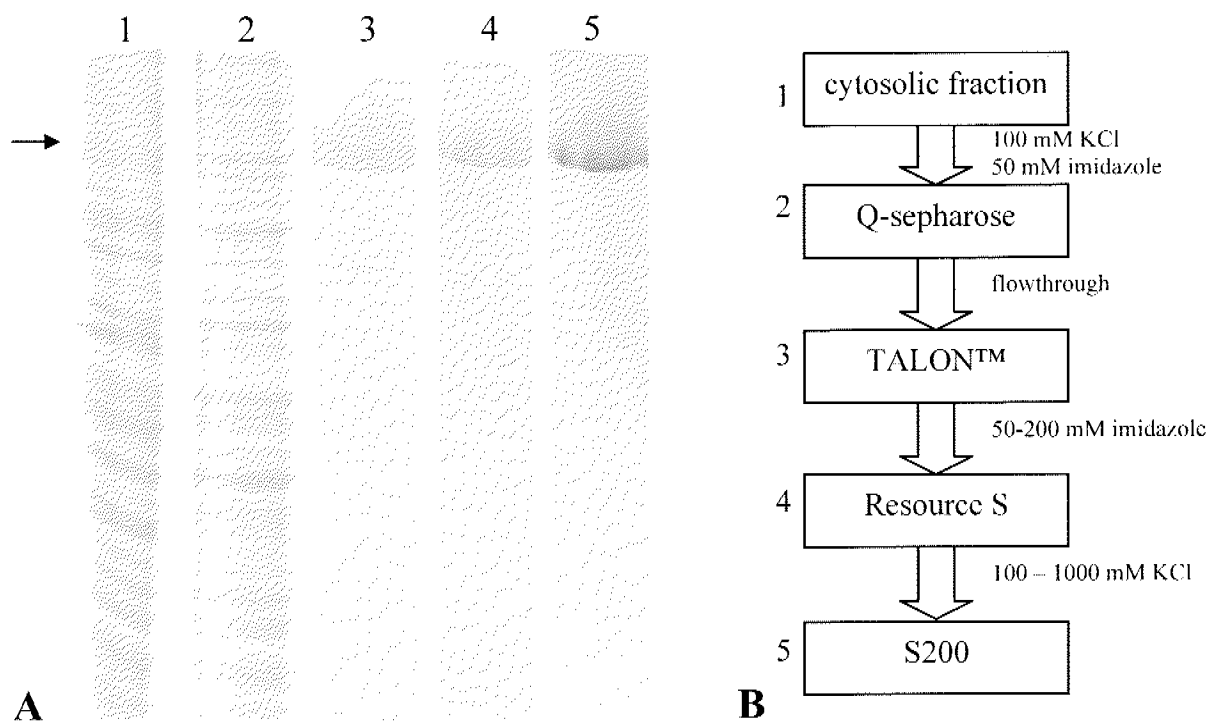 1 2 3 4 5
A
1 cytosolic fraction
100 mM KCl
50 mM imidazole
2 Q-sepharose
flowthrough
3 TALON™
50-200 mM imidazole
4 Resource S
100 – 1000 mM KCl
5 S200
B